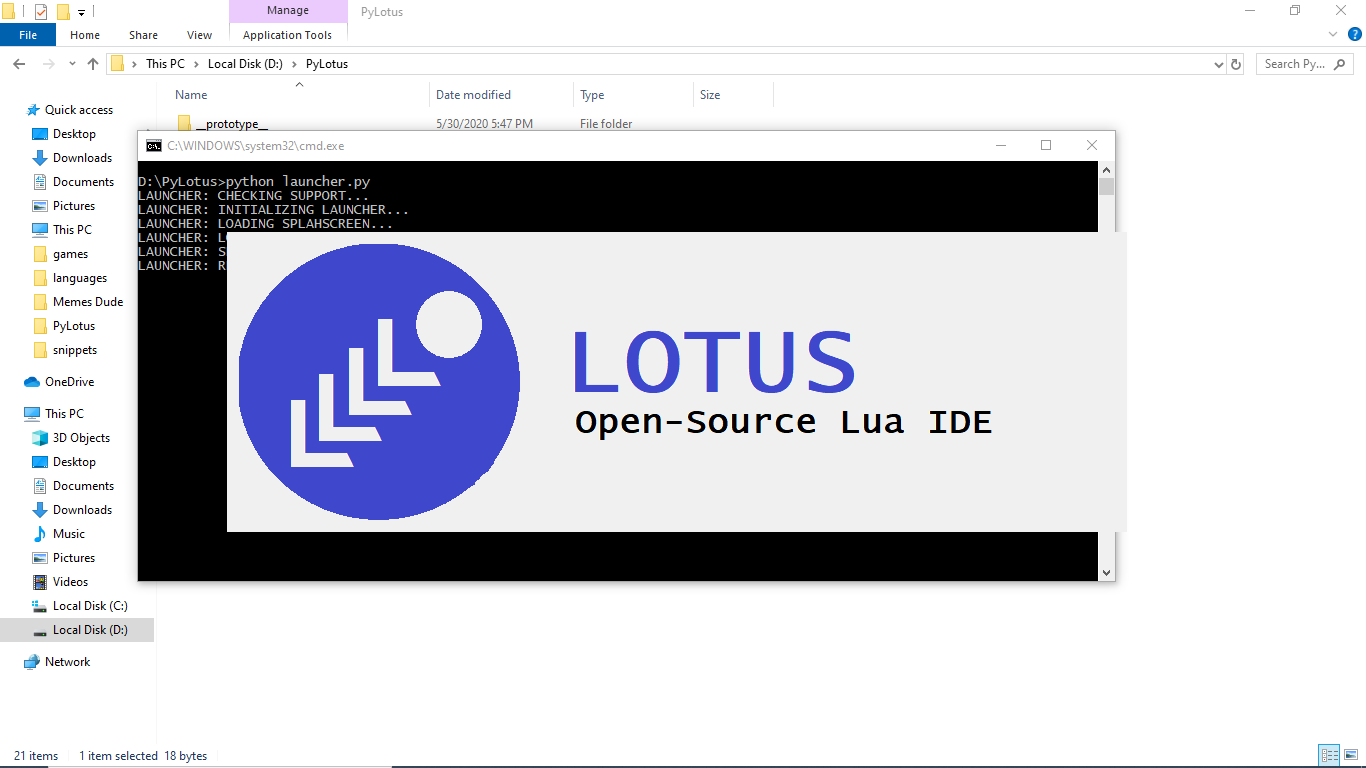 Manage
PyLotus
File
Home
Share
View
Application Tools
This PC
Local Disk (D:)
PyLotus
Search Py...
Name
Date modified
Type
Size
__prototype__
5/30/2020 5:47 PM
File folder
Quick access
Desktop
Downloads
Documents
Pictures
This PC
games
languages
Memes Dude
PyLotus
snippets
OneDrive
This PC
3D Objects
Desktop
Documents
Downloads
Music
Pictures
Videos
Local Disk (C:)
Local Disk (D:)
Network
C:\WINDOWS\system32\cmd.exe
D:\PyLotus>python launcher.py
LAUNCHER: CHECKING SUPPORT...
LAUNCHER: INITIALIZING LAUNCHER...
LAUNCHER: LOADING SPLAHSCREEN...
LAUNCHER:
LAUNCHER: S
LAUNCHER: R
LOTUS
Open-Source Lua IDE
21 items
1 item selected
18 bytes